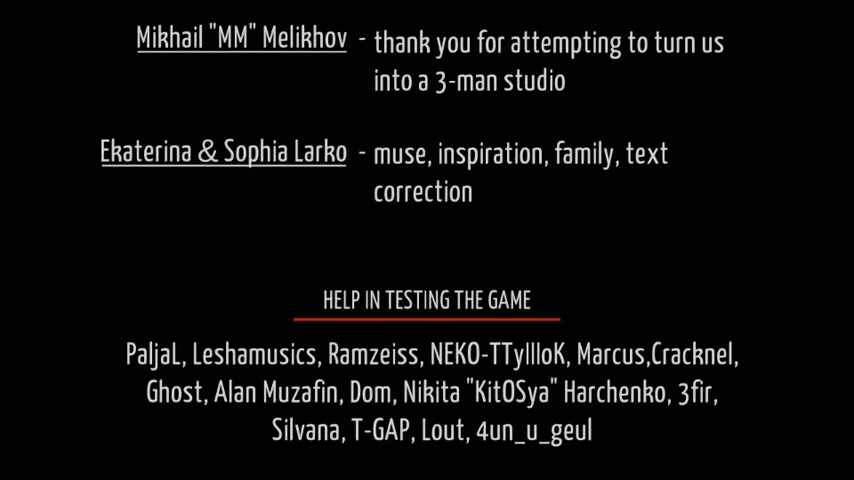 Mikhail "MM" Melikhov - thank you for attempting to turn us
into a 3-man studio
Ekaterina & Sophia Larko - muse, inspiration, family, text
correction
HELP IN TESTING THE GAME
PaljaL, Leshamusics, Ramzeiss, NEKO-TTy|||oK, Marcus,Cracknel,
Ghost, Alan Muzafin, Dom, Nikita "KitOSya" Harchenko, 3fir,
Silvana, T-GAP, Lout, 4un_u_geul